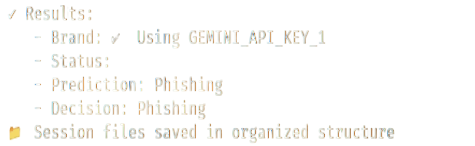 ✓ Results:
- Brand: ✓ Using GEMINI_API_KEY_1
- Status:
- Prediction: Phishing
- Decision: Phishing
📁 Session files saved in organized structure